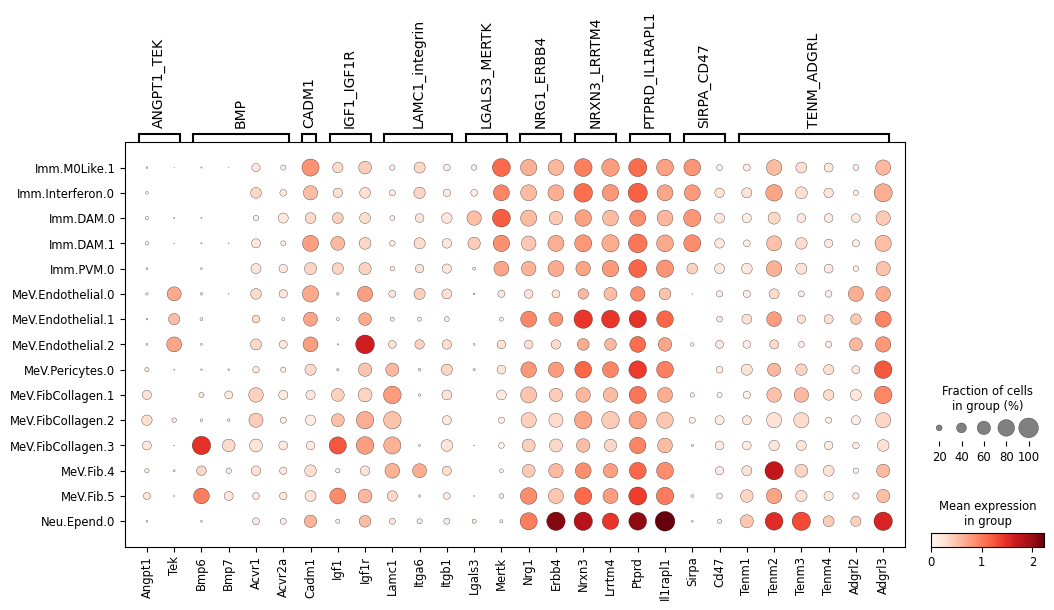 ANGPT1_TEK
BMP
CADM1
IGF1_IGF1R
LAMC1_integrin
LGALS3_MERTK
NRG1_ERBB4
NRXN3_LRRTM4
PTPRD_IL1RAPL1
SIRPA_CD47
TENM_ADGRL
Imm.M0Like.1
Imm.Interferon.0
Imm.DAM.0
Imm.DAM.1
Imm.PVM.0
MeV.Endothelial.0
MeV.Endothelial.1
MeV.Endothelial.2
MeV.Pericytes.0
MeV.FibCollagen.1
MeV.FibCollagen.2
MeV.FibCollagen.3
MeV.Fib.4
MeV.Fib.5
Neu.Epend.0
Angpt1
Tek
Bmp6
Bmp7
Acvr1
Acvr2a
Cadm1
Igf1
Igf1r
Lamc1
Itga6
Itgb1
Lgals3
Mertk
Nrg1
Erbb4
Nrxn3
Lrrtm4
Ptprd
Il1rapl1
Sirpa
Cd47
Tenm1
Tenm2
Tenm3
Tenm4
Adgrl2
Adgrl3
Fraction of cells
in group (%)
20 40 60 80 100
Mean expression
in group
0 1 2